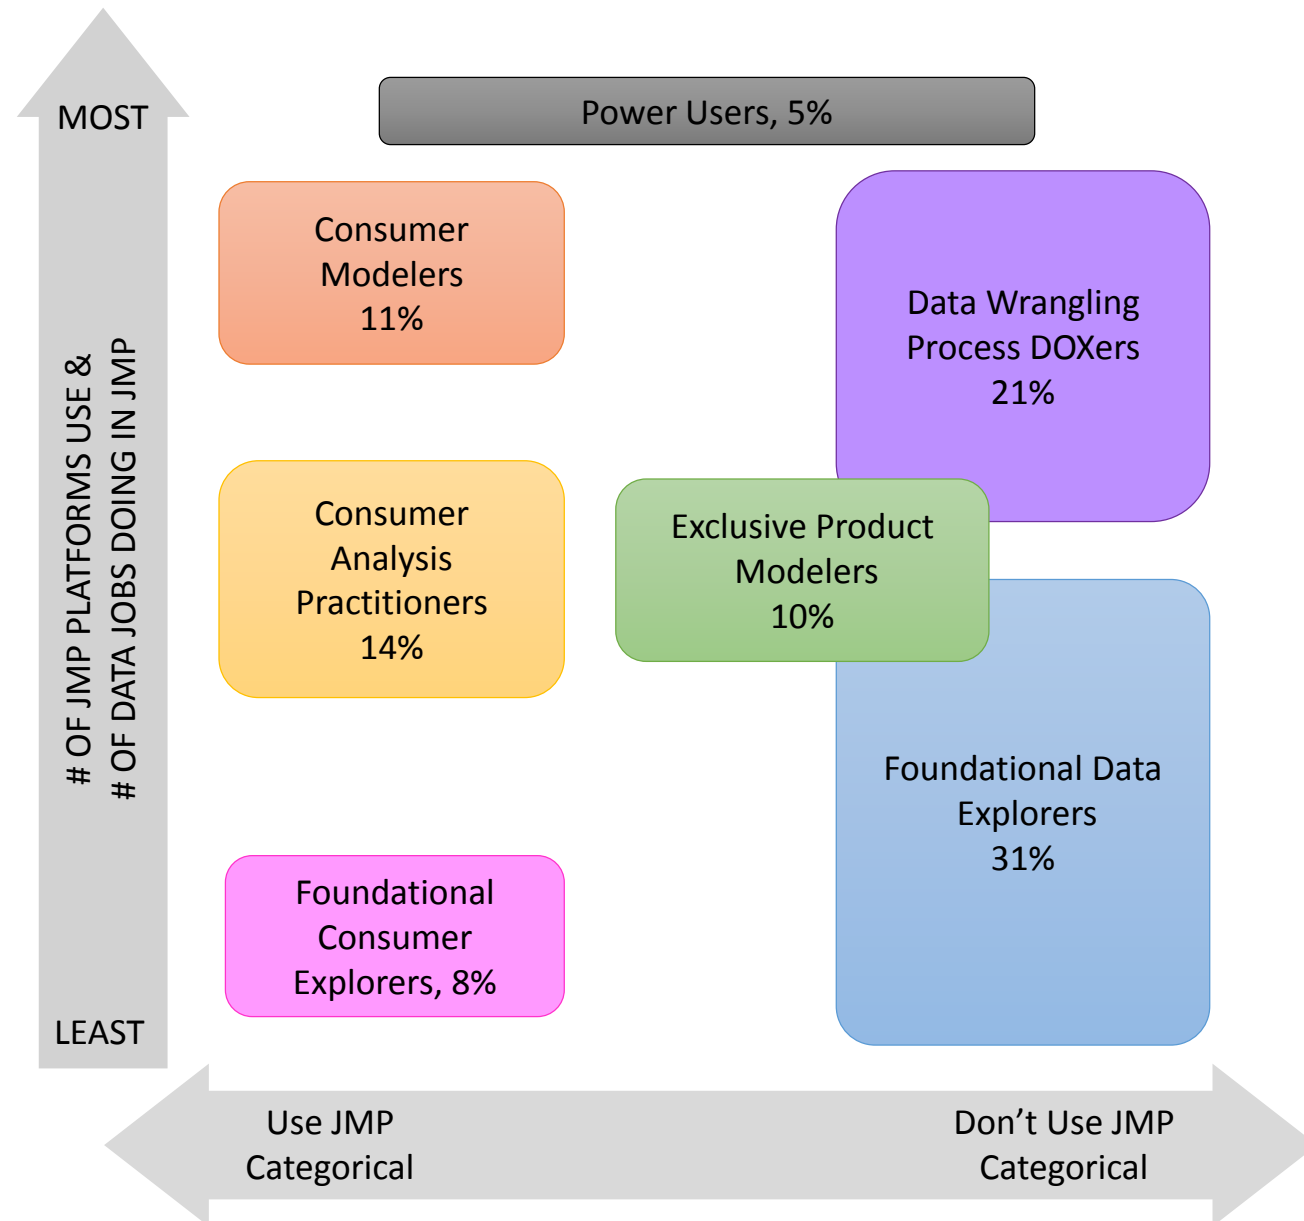 MOST
Power Users, 5%
Consumer
Modelers
11%
Data Wrangling
Process DOXers
21%
# OF JMP PLATFORMS USE &
# OF DATA JOBS DOING IN JMP
Consumer
Analysis
Practitioners
14%
Exclusive Product
Modelers
10%
Foundational Data
Explorers
31%
Foundational
Consumer
Explorers, 8%
LEAST
Use JMP
Categorical
Don’t Use JMP
Categorical